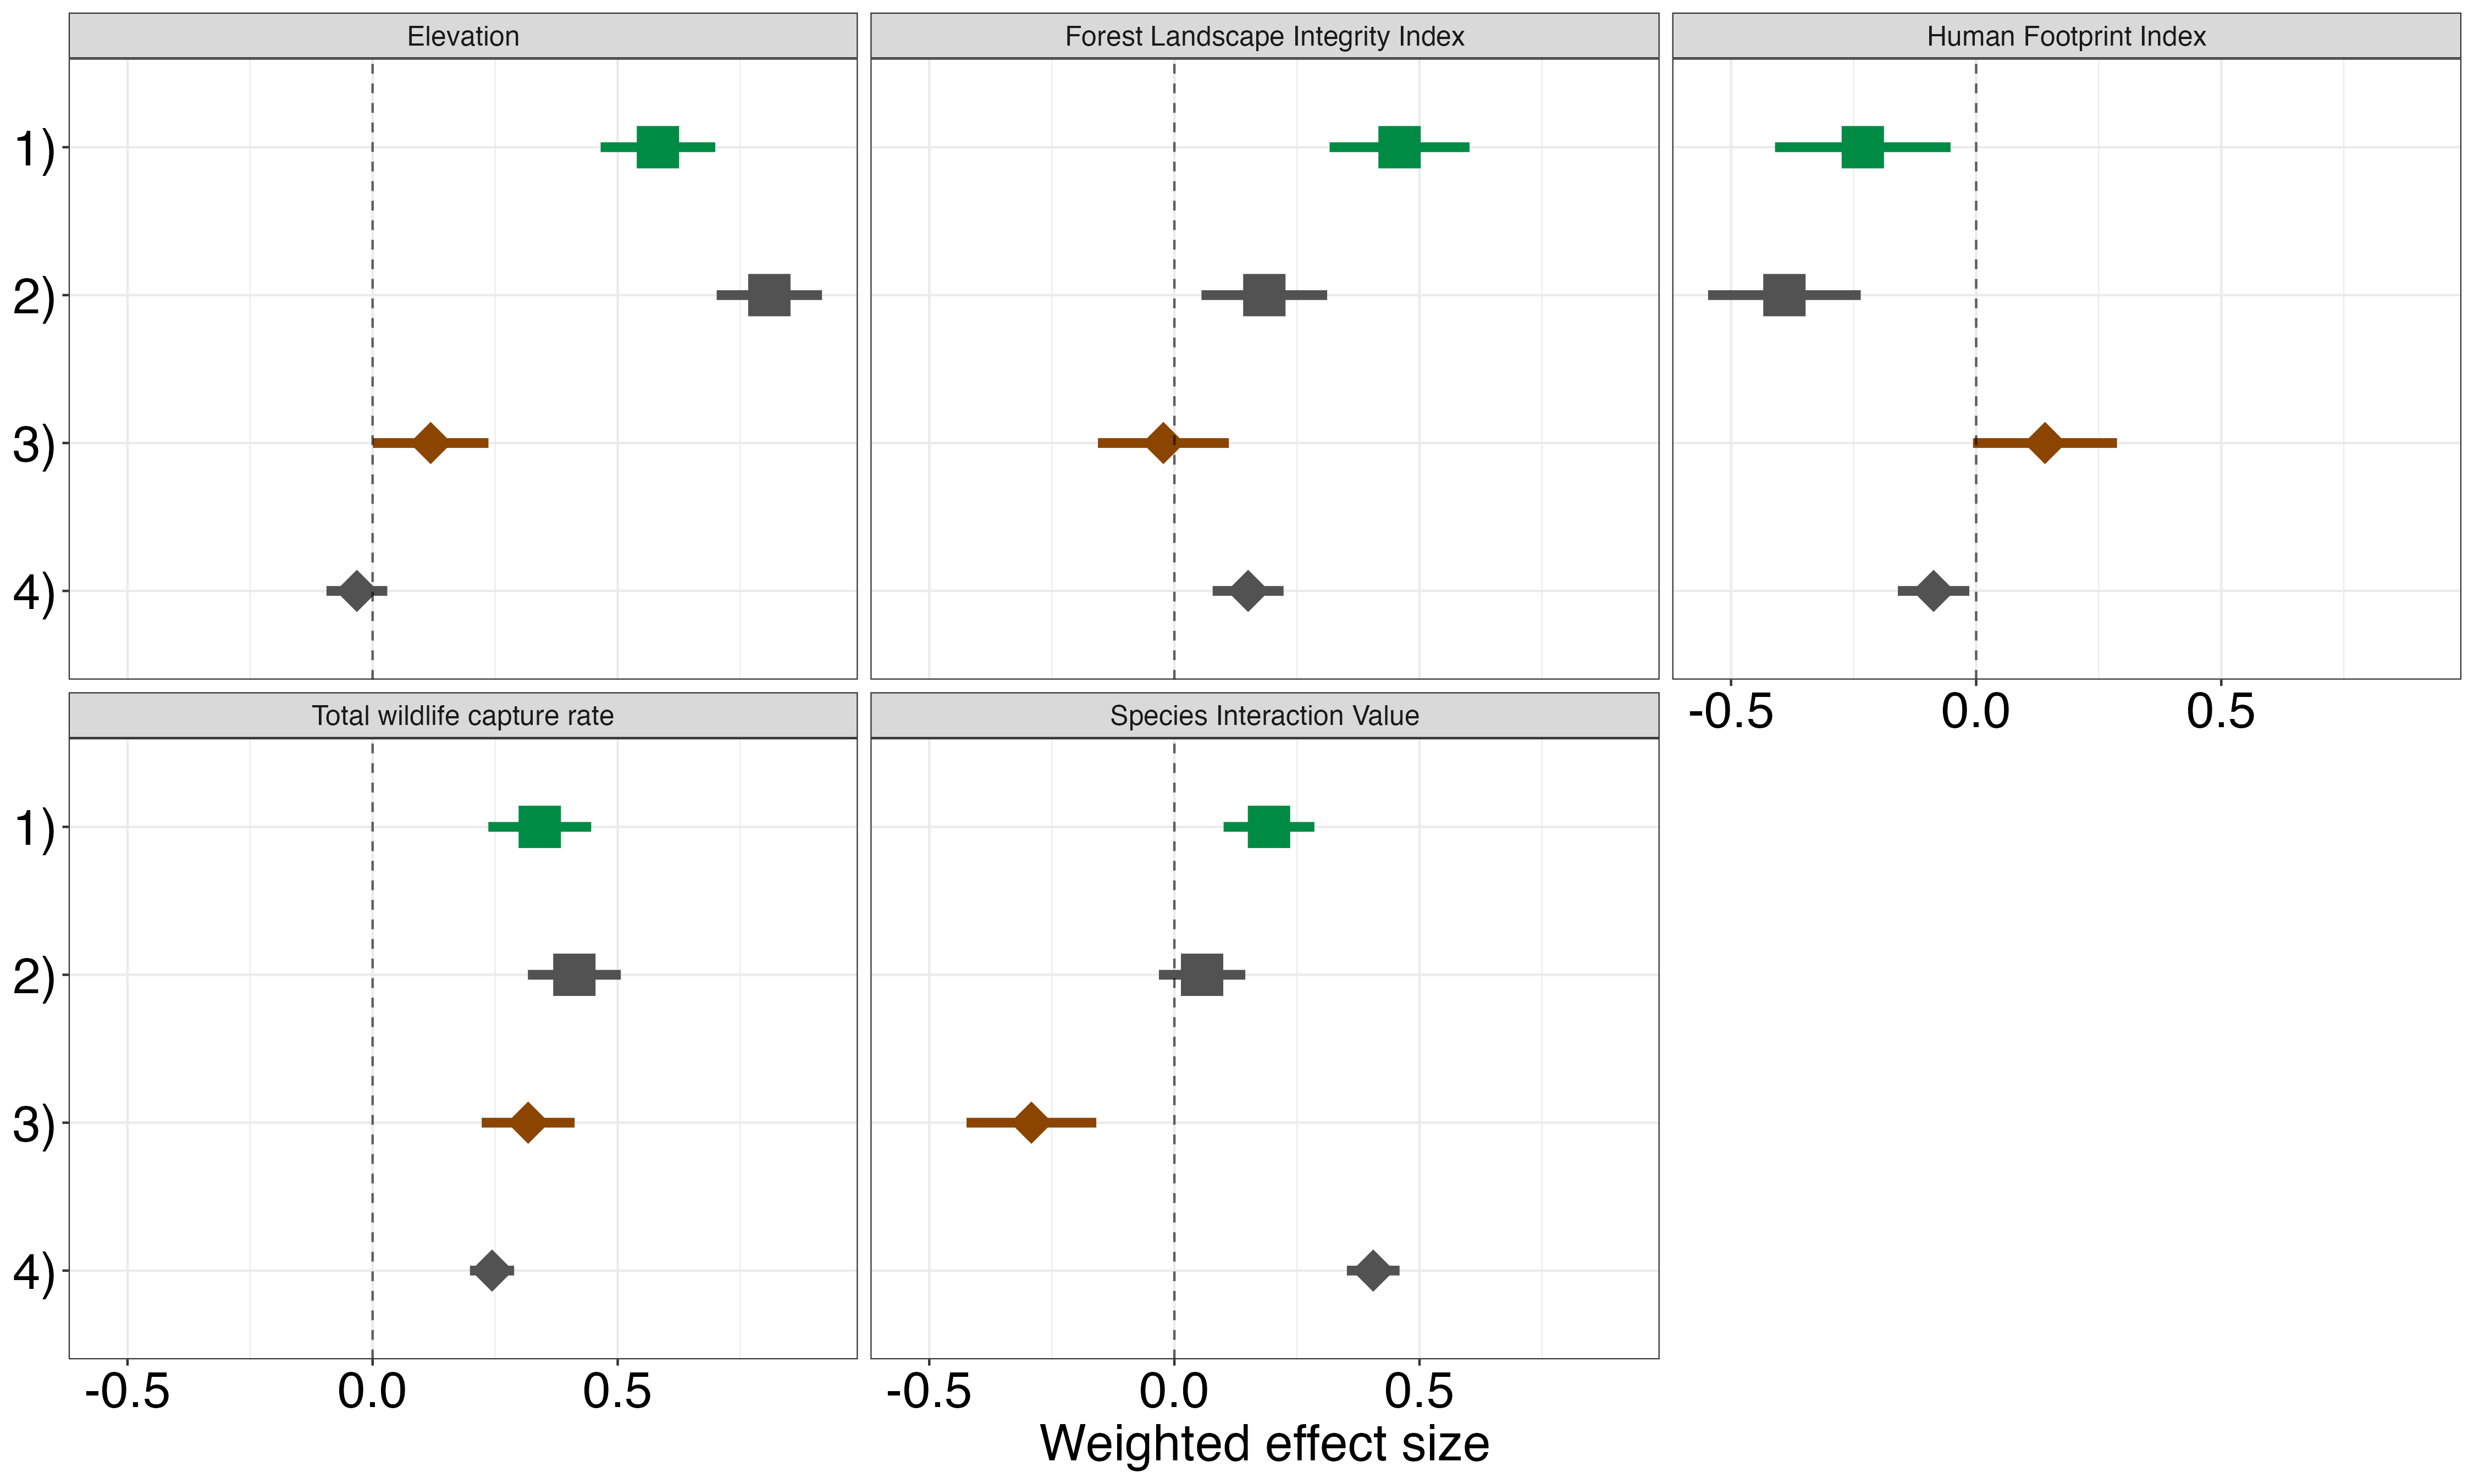 Elevation
Forest Landscape Integrity Index
Human Footprint Index
1)
2)
3)
4)
-0.5 0.0 0.5
Total wildlife capture rate
Species Interaction Value
1)
2)
3)
4)
-0.5 0.0 0.5
-0.5 0.0 0.5
Weighted effect size